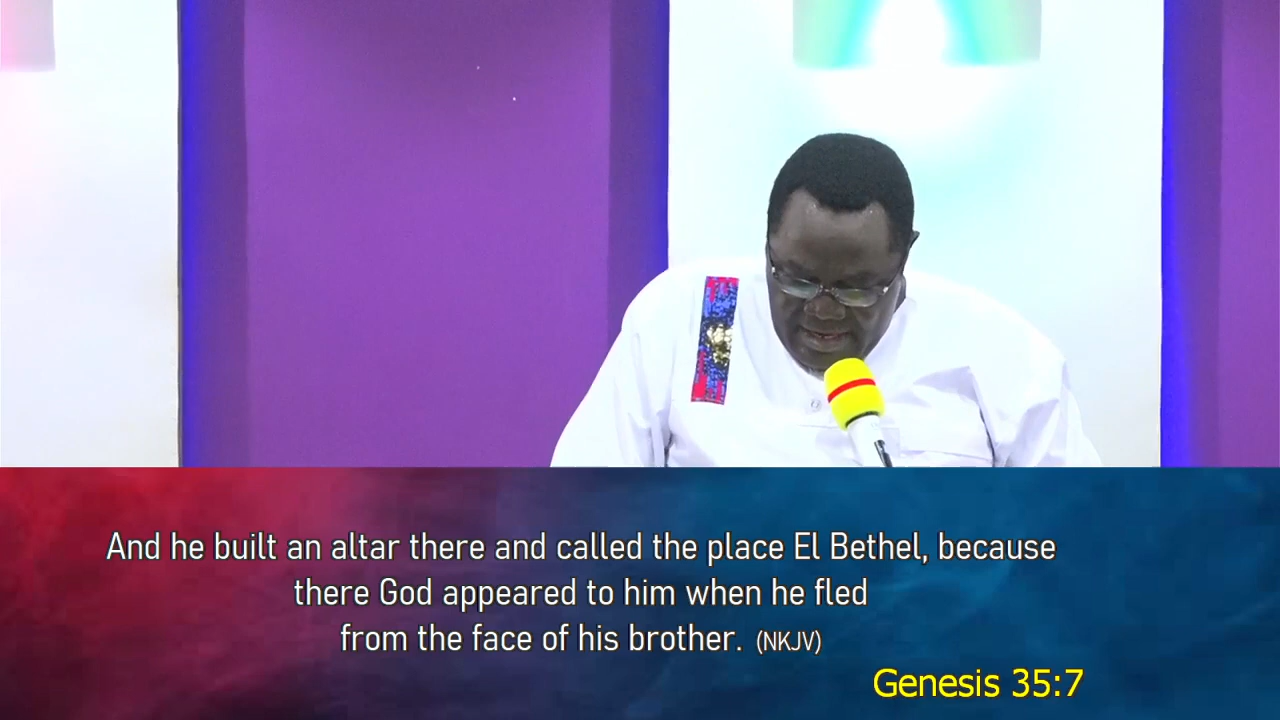 And he built an altar there and called the place El Bethel, because
there God appeared to him when he fled
from the face of his brother. (NKJV)
Genesis 35:7